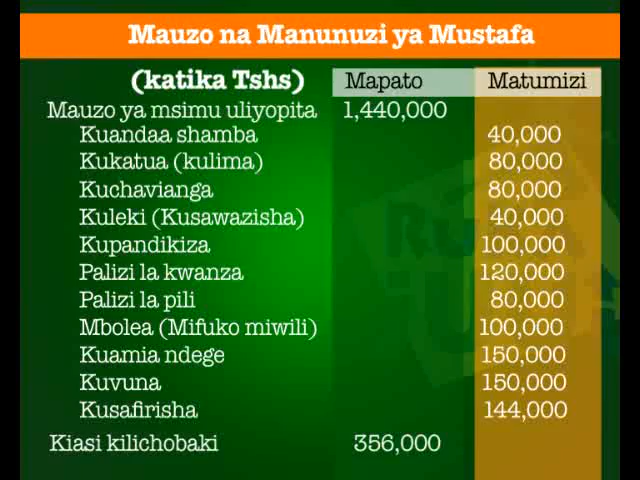 Mauzo na Manunuzi ya Mustafa
(katika Tshs) Mapato Matumizi
Mauzo ya msimu uliyopita 1,440,000
Kuandaa shamba 40,000
Kukatua (kulima) 80,000
Kuchavianga 80,000
Kuleki (Kusawazisha) 40,000
Kupandikiza 100,000
Palizi la kwanza 120,000
Palizi la pili 80,000
Mbolea (Mifuko miwili) 100,000
Kuamia ndege 150,000
Kuvuna 150,000
Kusafirisha 144,000
Kiasi kilichobaki 356,000